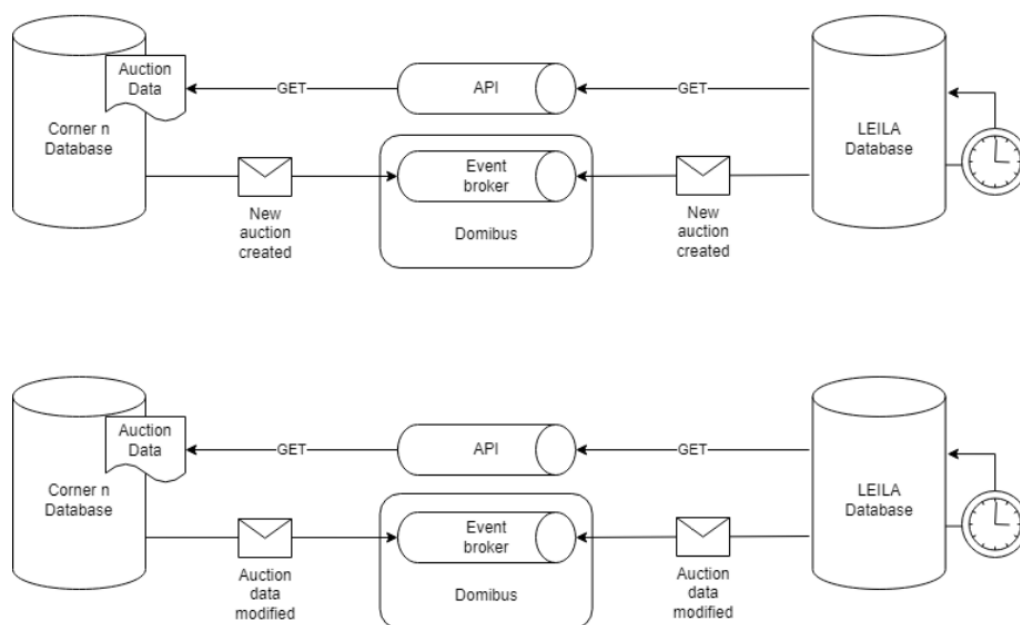 Auction
Data
GET
API
GET
Corner n
Database
LEILA
Database
Event
broker
New
auction
created
Domibus
New
auction
created
Auction
Data
GET
API
GET
Corner n
Database
LEILA
Database
Event
broker
Auction
data
modified
Domibus
Auction
data
modified